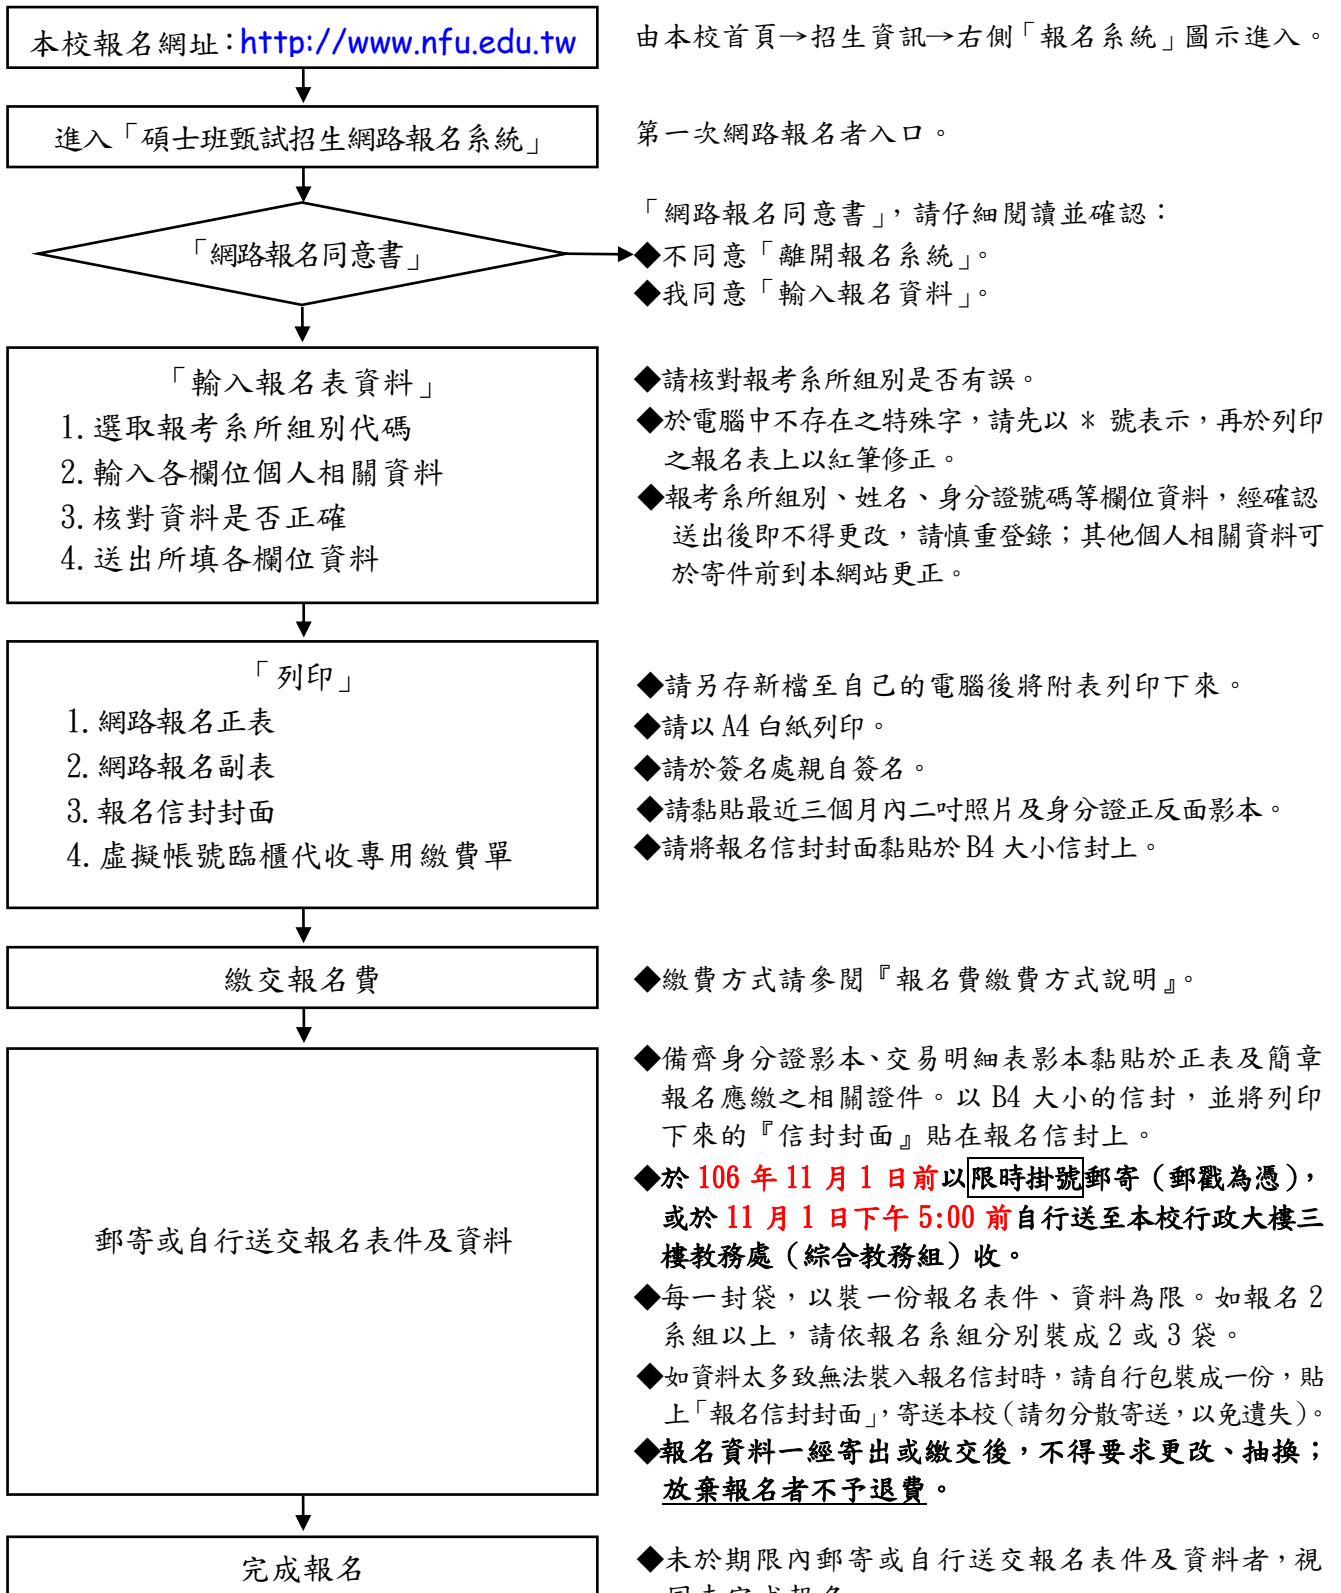 本校報名網址：http://www.nfu.edu.tw
由本校首頁→招生資訊→右側「報名系統」圖示進入。
進入「碩士班甄試招生網路報名系統」
第一次網路報名者入口。
「網路報名同意書」
「網路報名同意書」，請仔細閱讀並確認：
◆不同意「離開報名系統」。
◆我同意「輸入報名資料」。
「輸入報名表資料」
1.選取報考系所組別代碼
2.輸入各欄位個人相關資料
3.核對資料是否正確
4.送出所填各欄位資料
◆請核對報考系所組別是否有誤。
◆於電腦中不存在之特殊字，請先以 * 號表示，再於列印
之報名表上以紅筆修正。
◆報考系所組別、姓名、身分證號碼等欄位資料，經確認
送出後即不得更改，請慎重登錄；其他個人相關資料可
於寄件前到本網站更正。
「列印」
1.網路報名正表
2.網路報名副表
3.報名信封封面
4.虛擬帳號臨櫃代收專用繳費單
◆請另存新檔至自己的電腦後將附表列印下來。
◆請以 A4 白紙列印。
◆請於簽名處親自簽名。
◆請黏貼最近三個月內二吋照片及身分證正反面影本。
◆請將報名信封封面黏貼於 B4 大小信封上。
繳交報名費
◆繳費方式請參閱『報名費繳費方式說明』。
郵寄或自行送交報名表件及資料
◆備齊身分證影本、交易明細表影本黏貼於正表及簡章
報名應繳之相關證件。以 B4 大小的信封，並將列印
下來的『信封封面』貼在報名信封上。
◆於 106 年 11 月 1 日前以限時掛號郵寄（郵戳為憑），
或於 11 月 1 日下午 5:00 前自行送至本校行政大樓三
樓教務處（綜合教務組）收。
◆每一封袋，以裝一份報名表件、資料為限。如報名 2
系組以上，請依報名系組分別裝成 2 或 3 袋。
◆如資料太多致無法裝入報名信封時，請自行包裝成一份，貼
上「報名信封封面」，寄送本校（請勿分散寄送，以免遺失）。
◆報名資料一經寄出或繳交後，不得要求更改、抽換；
放棄報名者不予退費。
完成報名
◆未於期限內郵寄或自行送交報名表件及資料者，視